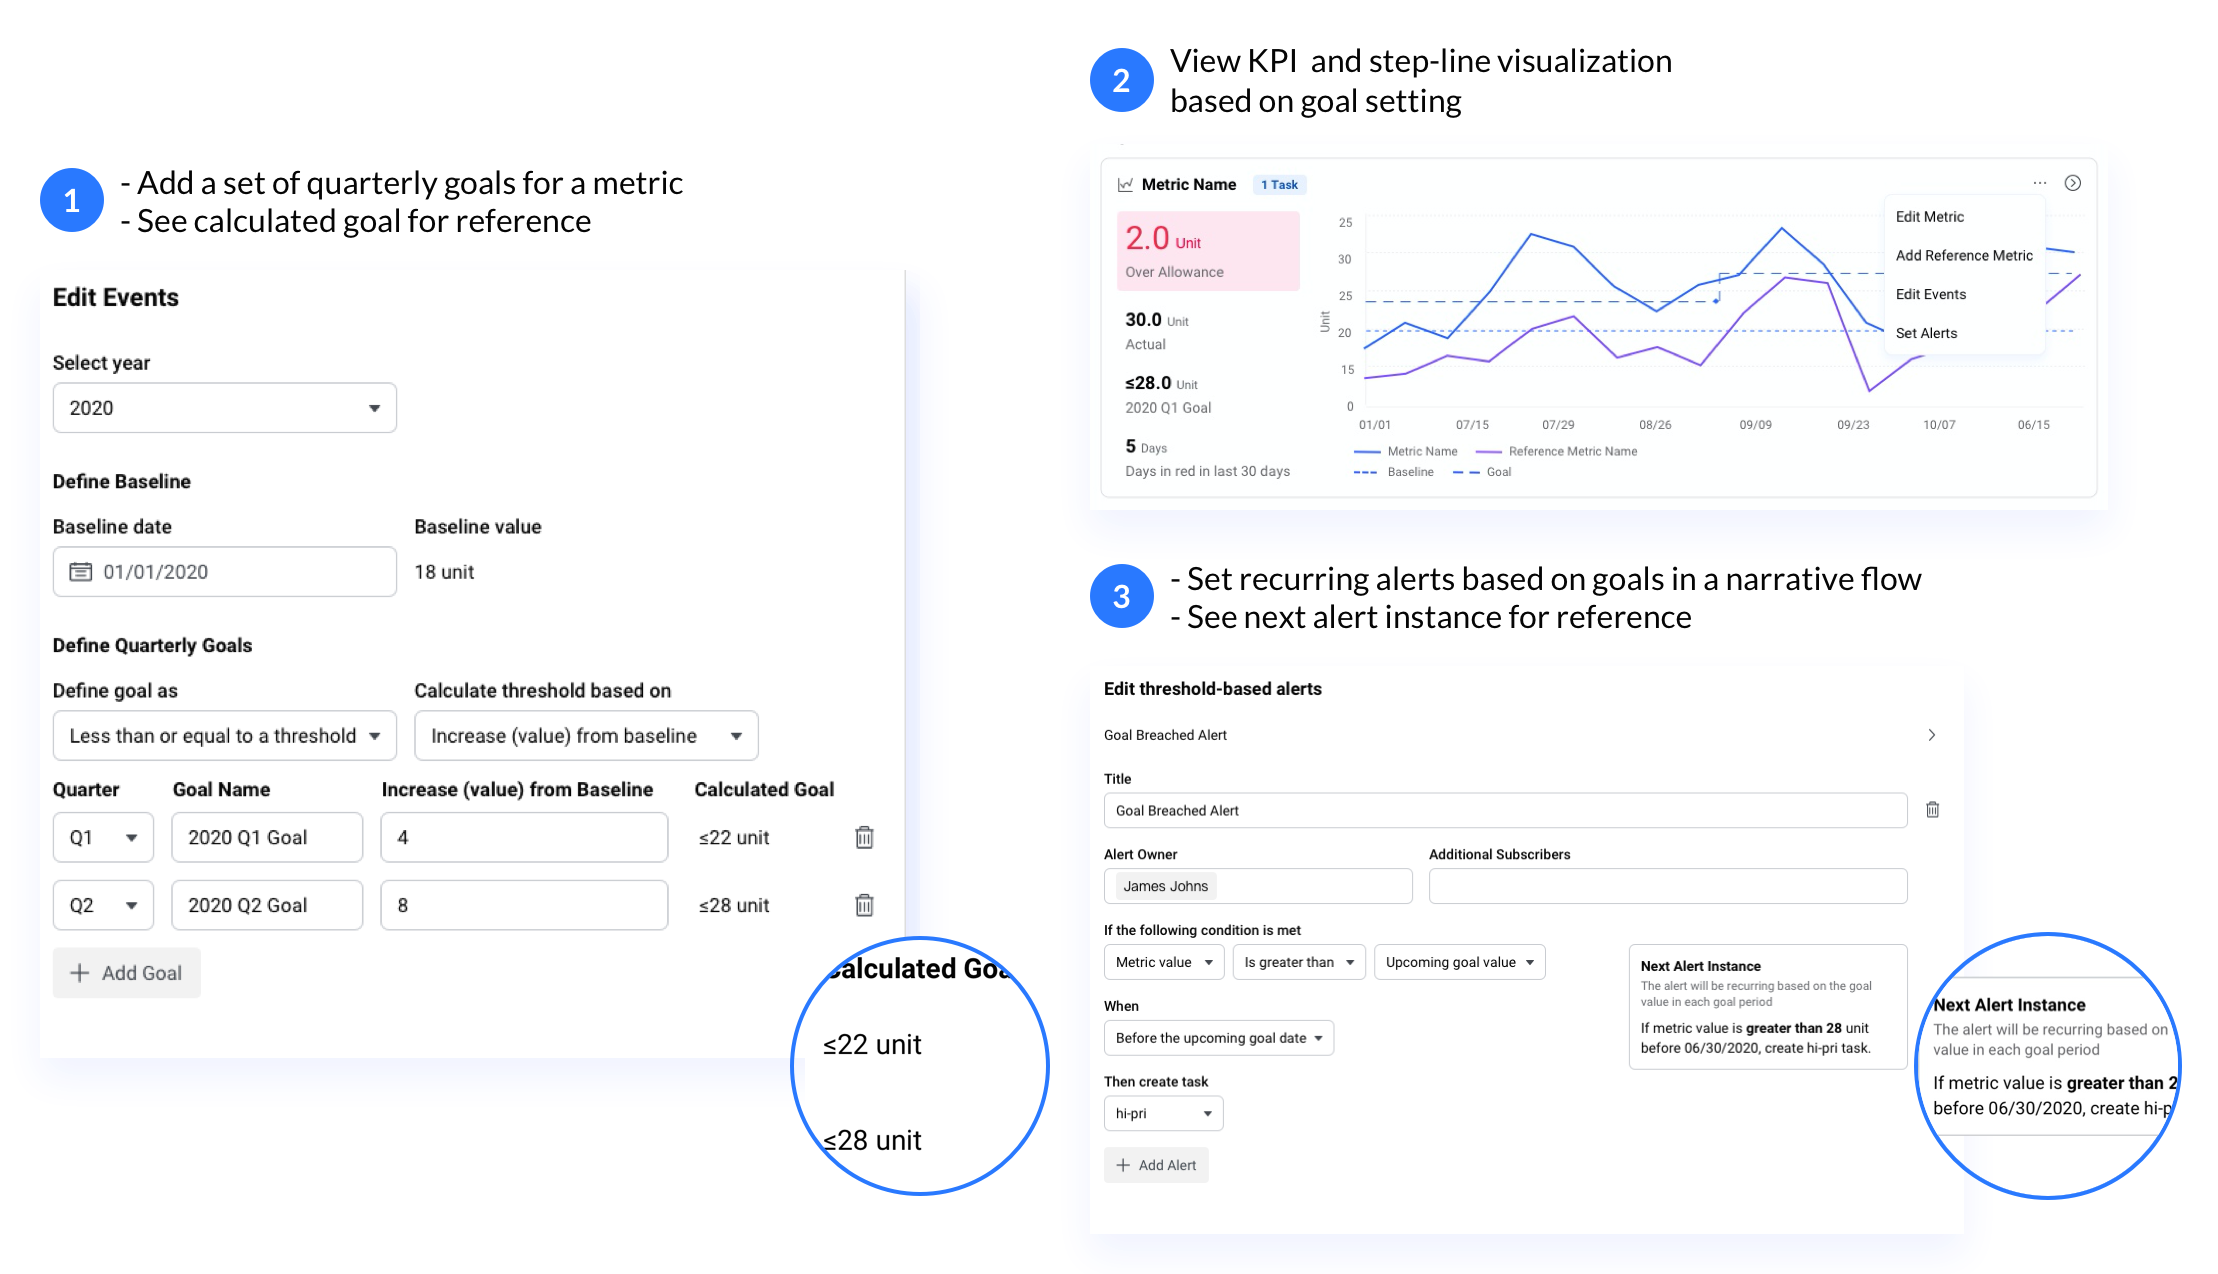 1
- Add a set of quarterly goals for a metric
- See calculated goal for reference
Edit Events
Select year
2020
Define Baseline
Baseline date
Baseline value
01/01/2020
18 unit
Define Quarterly Goals
Define goal as
Calculate threshold based on
Less than or equal to a threshold
Increase (value) from baseline
Quarter
Goal Name
Increase (value) from Baseline
Calculated Goal
Q1
2020 Q1 Goal
4
≤22 unit
Q2
2020 Q2 Goal
8
≤28 unit
+ Add Goal
Calculated Goa
≤22 unit
≤28 unit
2
View KPI and step-line visualization
based on goal setting
Metric Name
1 Task
2.0 Unit
Over Allowance
30.0 Unit
Actual
≤28.0 Unit
2020 Q1 Goal
5 Days
Days in red in last 30 days
Unit
25
30
25
20
15
0
01/01
07/15
07/29
08/26
09/09
09/23
10/07
06/15
Metric Name
Reference Metric Name
Baseline
Goal
Edit Metric
Add Reference Metric
Edit Events
Set Alerts
3
- Set recurring alerts based on goals in a narrative flow
- See next alert instance for reference
Edit threshold-based alerts
Goal Breached Alert
Title
Goal Breached Alert
Alert Owner
Additional Subscribers
James Johns
If the following condition is met
Metric value
Is greater than
Upcoming goal value
When
Before the upcoming goal date
Then create task
hi-pri
+ Add Alert
Next Alert Instance
The alert will be recurring based on the goal
value in each goal period
If metric value is greater than 28 unit
before 06/30/2020, create hi-pri task.
Next Alert Instance
The alert will be recurring based on
value in each goal period
If metric value is greater than 2
before 06/30/2020, create hi-p